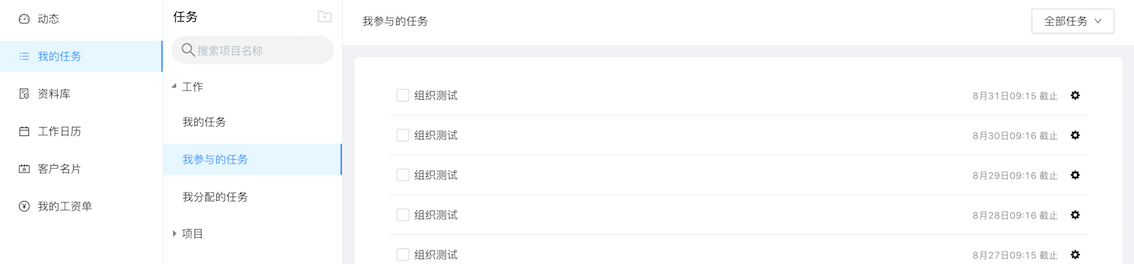 动态
我的任务
资料库
工作日历
客户名片
我的工资单
任务
搜索项目名称
工作
我的任务
我参与的任务
我分配的任务
项目
我参与的任务
全部任务
组织测试 8月31日09:15 截止
组织测试 8月30日09:16 截止
组织测试 8月29日09:16 截止
组织测试 8月28日09:16 截止
组织测试 8月27日09:15 截止